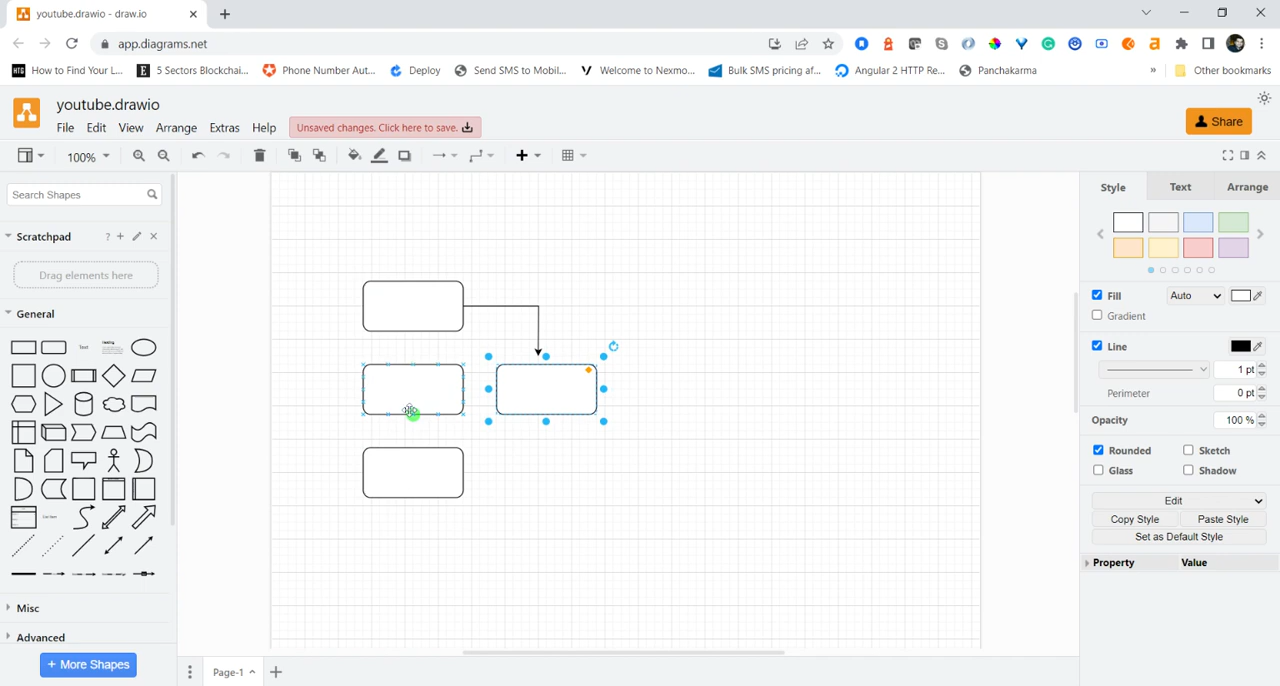 youtube.drawio - draw.io
app.diagrams.net
How to Find Your L...
5 Sectors Blockchai...
Phone Number Aut...
Deploy
Send SMS to Mobil...
Welcome to Nexmo...
Bulk SMS pricing af...
Angular 2 HTTP Re...
Panchakarma
»
Other bookmarks
youtube.drawio
File Edit View Arrange Extras Help
Unsaved changes. Click here to save.
Share
100%
Search Shapes
Scratchpad
? + ×
Drag elements here
General
Text
Heading
List Item
Misc
Advanced
+ More Shapes
Page-1
Style Text Arrange
Fill Auto
Gradient
Line
1 pt
Perimeter 0 pt
Opacity 100 %
Rounded Sketch
Glass Shadow
Edit
Copy Style Paste Style
Set as Default Style
Property Value